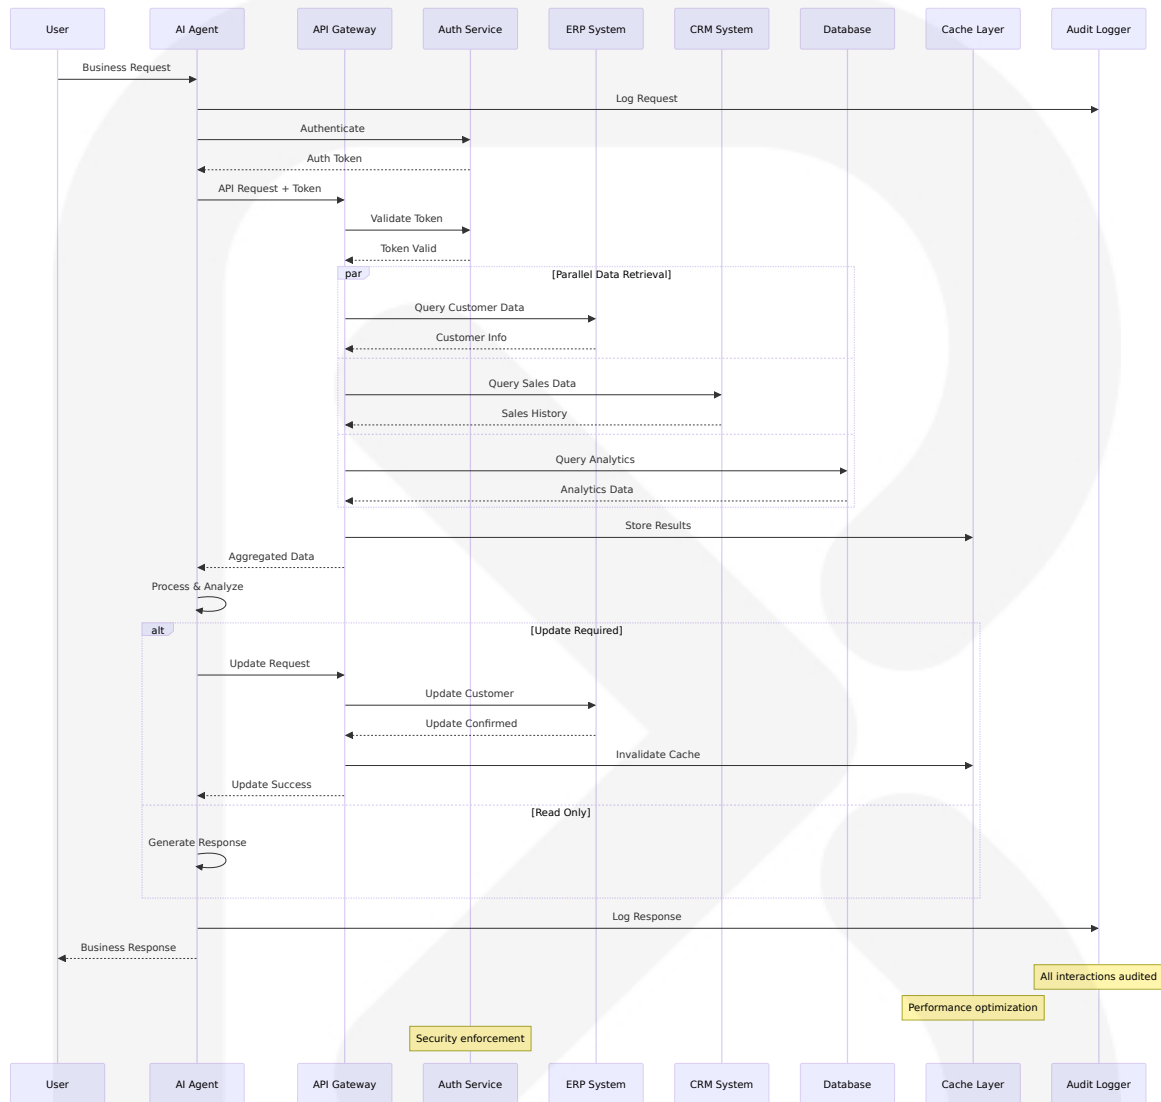 User
AI Agent
API Gateway
Auth Service
ERP System
CRM System
Database
Cache Layer
Audit Logger
Business Request
Log Request
Authenticate
Auth Token
API Request + Token
Validate Token
Token Valid
par
[Parallel Data Retrieval]
Query Customer Data
Customer Info
Query Sales Data
Sales History
Query Analytics
Analytics Data
Store Results
Aggregated Data
Process & Analyze
alt
[Update Required]
Update Request
Update Customer
Update Confirmed
Invalidate Cache
Update Success
[Read Only]
Generate Response
Log Response
Business Response
All interactions audited
Performance optimization
Security enforcement
User
AI Agent
API Gateway
Auth Service
ERP System
CRM System
Database
Cache Layer
Audit Logger